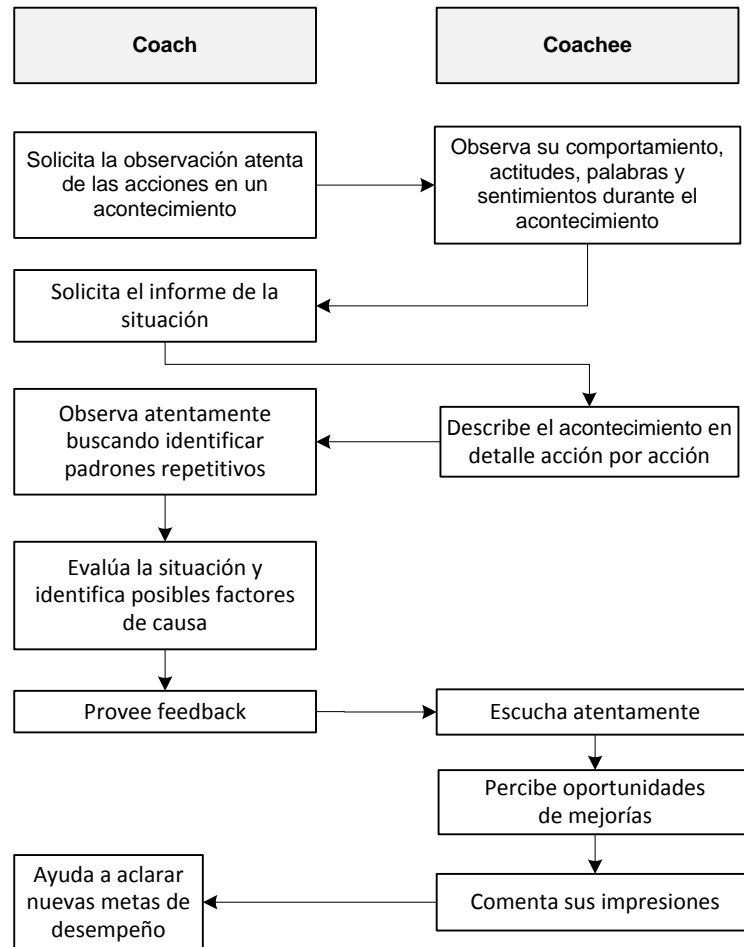 Coach
Coachee
Solicita la observación atenta
de las acciones en un
acontecimiento
Observa su comportamiento,
actitudes, palabras y
sentimientos durante el
acontecimiento
Solicita el informe de la
situación
Describe el acontecimiento en
detalle acción por acción
Observa atentamente
buscando identificar
padrones repetitivos
Evalúa la situación y
identifica posibles factores
de causa
Provee feedback
Escucha atentamente
Percibe oportunidades
de mejorías
Comenta sus impresiones
Ayuda a aclarar
nuevas metas de
desempeño